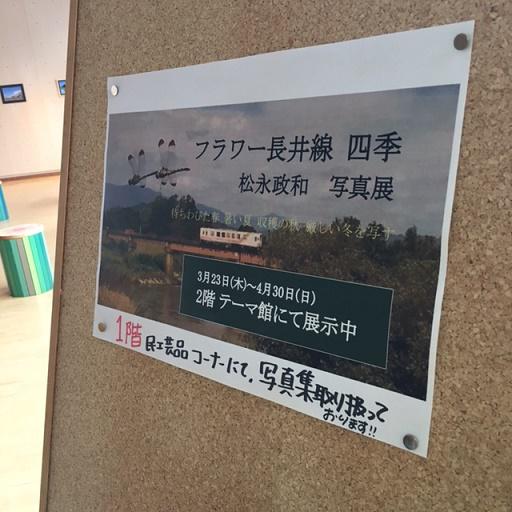 フラワー長井線 四季
松永政和 写真展
待ちわびた春 暑い夏 収穫の秋 厳しい冬を写す
3月23日(木)～4月30日(日)
2階 テーマ館にて展示中
1階 民工芸品 コーナーにて、写真集取り扱って
おります!!